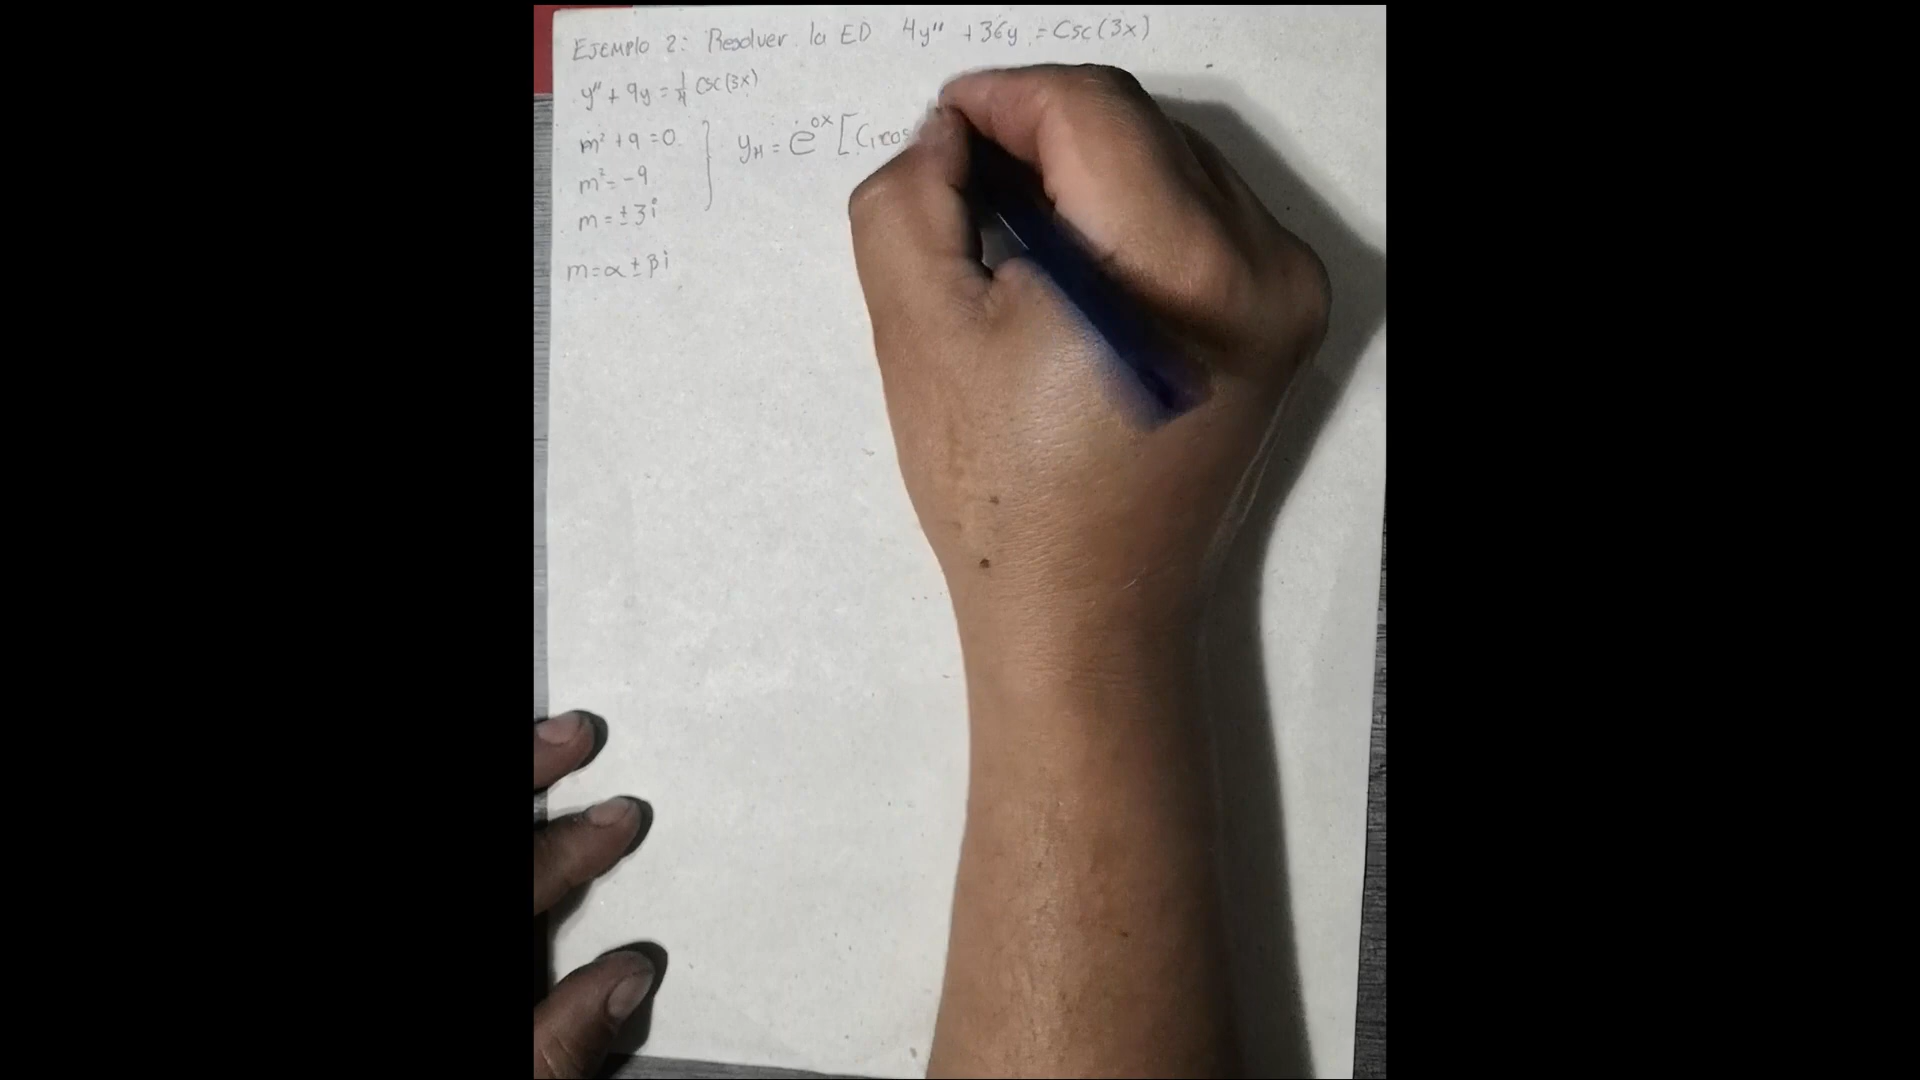 EJEMPLO 2: Resolver la ED 4y'' + 36y = Csc(3x)
y'' + 9y = 1/4 Csc(3x)
m² + 9 = 0
m² = -9
m = ± 3i
m = α ± βi
y_H = e^{0x} [C₁cos